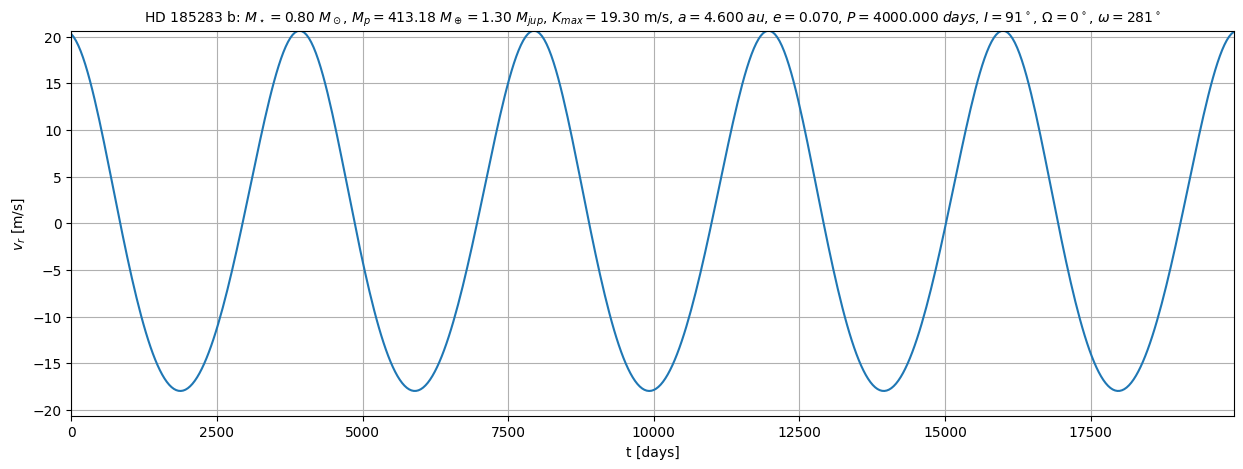 HD 185283 b: M⋆ = 0.80 M⊙, Mp = 413.18 M⊕ = 1.30 Mjup, Kmax = 19.30 m/s, a = 4.600 au, e = 0.070, P = 4000.000 days, I = 91°, Ω = 0°, ω = 281°
20
15
10
5
0
−5
−10
−15
−20
vr [m/s]
0 2500 5000 7500 10000 12500 15000 17500
t [days]